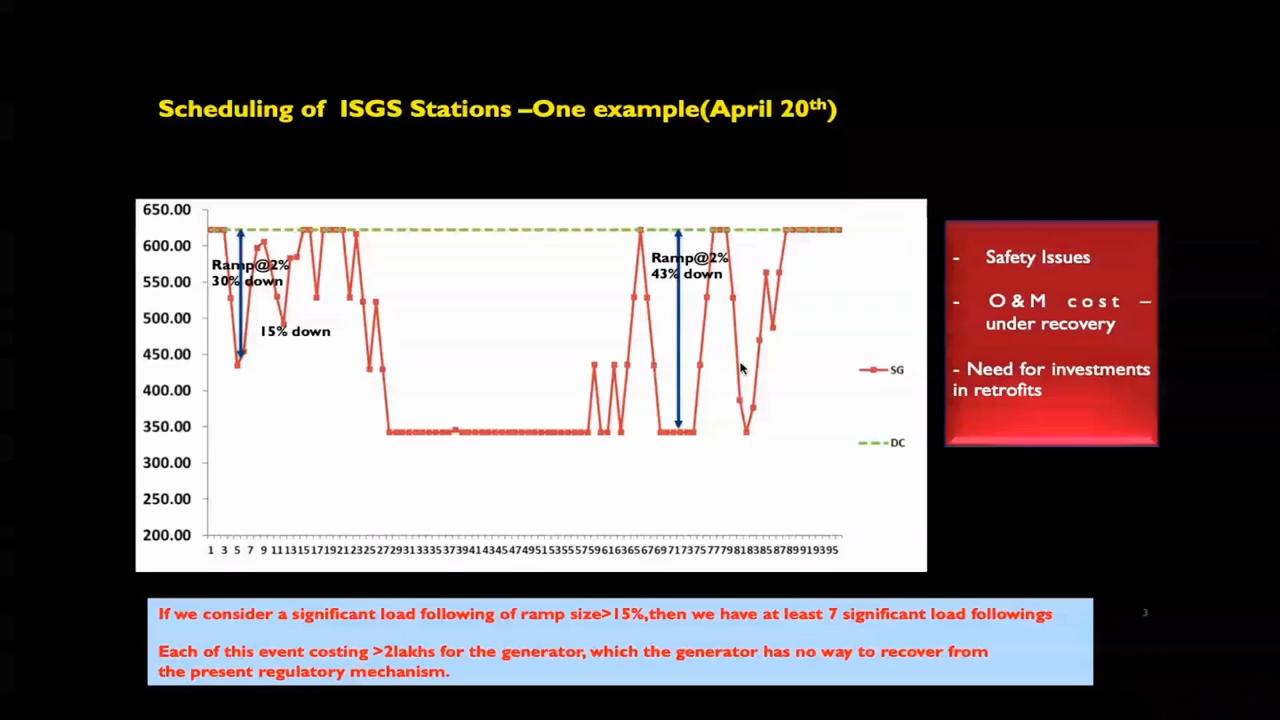 Scheduling of ISGS Stations –One example(April 20th)
650.00
600.00
550.00
500.00
450.00
400.00
350.00
300.00
250.00
200.00
Ramp@2%
30% down
15% down
Ramp@2%
43% down
SG
DC
1 3 5 7 9 11 13 15 17 19 21 23 25 27 29 31 33 35 37 39 41 43 45 47 49 51 53 55 57 59 61 63 65 67 69 71 73 75 77 79 81 83 85 87 89 91 93 95
- Safety Issues
- O & M cost –
under recovery
- Need for investments
in retrofits
If we consider a significant load following of ramp size>15%,then we have at least 7 significant load followings
Each of this event costing >2lakhs for the generator, which the generator has no way to recover from
the present regulatory mechanism.
3